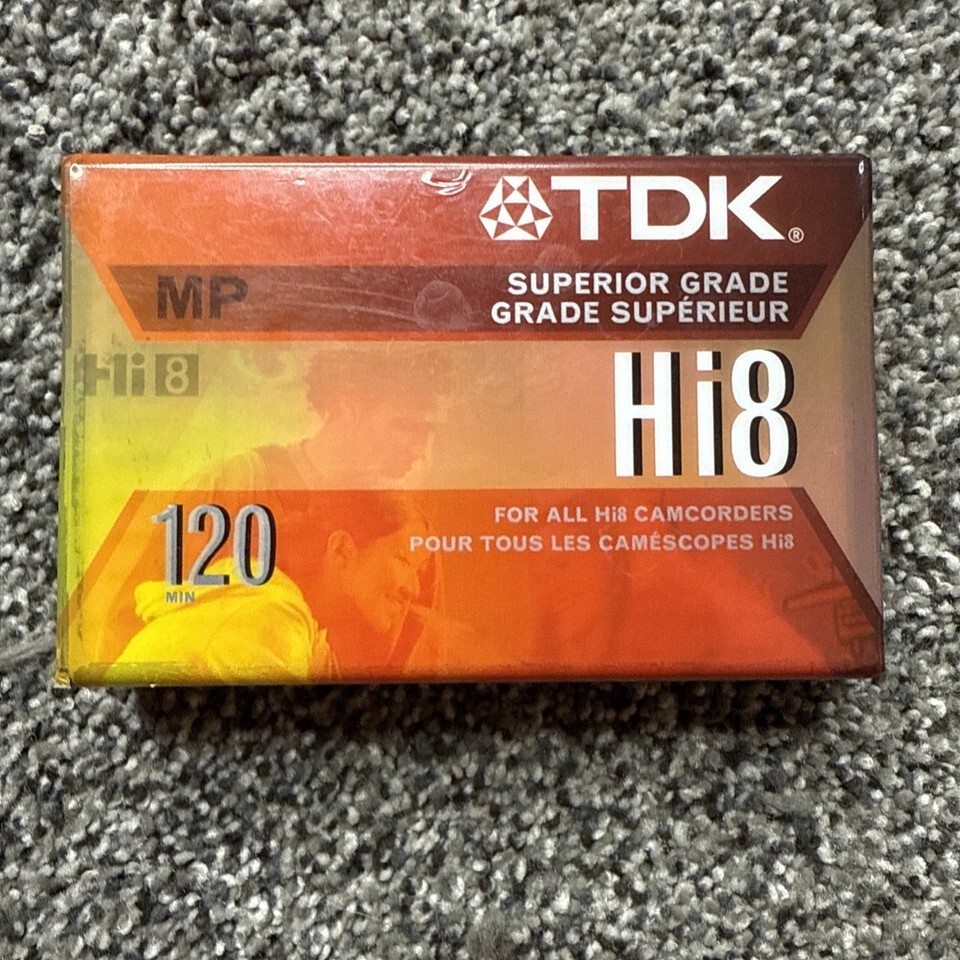 TDK®
MP
SUPERIOR GRADE
GRADE SUPÉRIEUR
Hi8
Hi8
120
MIN
FOR ALL Hi8 CAMCORDERS
POUR TOUS LES CAMÉSCOPES Hi8